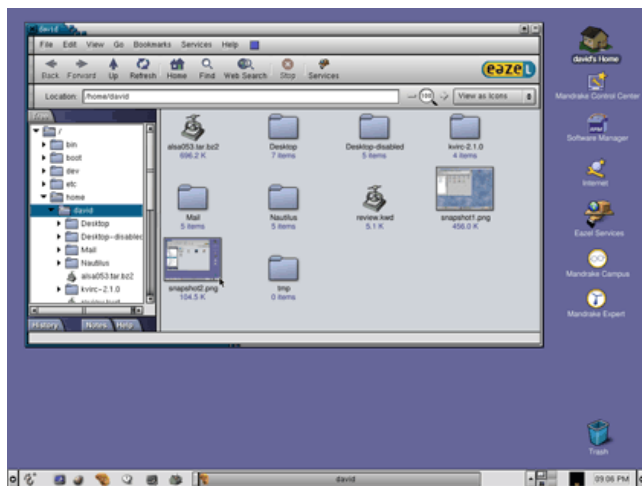 david
File Edit View Go Bookmarks Services Help
Back Forward Up Refresh Home Find Web Search Stop Services
eazel
Location: /home/david
100
View as Icons
Tree
/
bin
boot
dev
etc
home
david
Desktop
Desktop-disabled
Mail
Nautilus
alsa053.tar.bz2
kvirc-2.1.0
review.kwd
History Notes Help
alsa053.tar.bz2
696.2 K
Desktop
7 items
Desktop-disabled
5 items
kvirc-2.1.0
4 items
Mail
5 items
Nautilus
5 items
review.kwd
5.1 K
snapshot1.png
456.0 K
snapshot2.png
104.5 K
tmp
0 items
david's Home
Mandrake Control Center
Software Manager
Internet
Eazel Services
Mandrake Campus
Mandrake Expert
Trash
david
09:06 PM